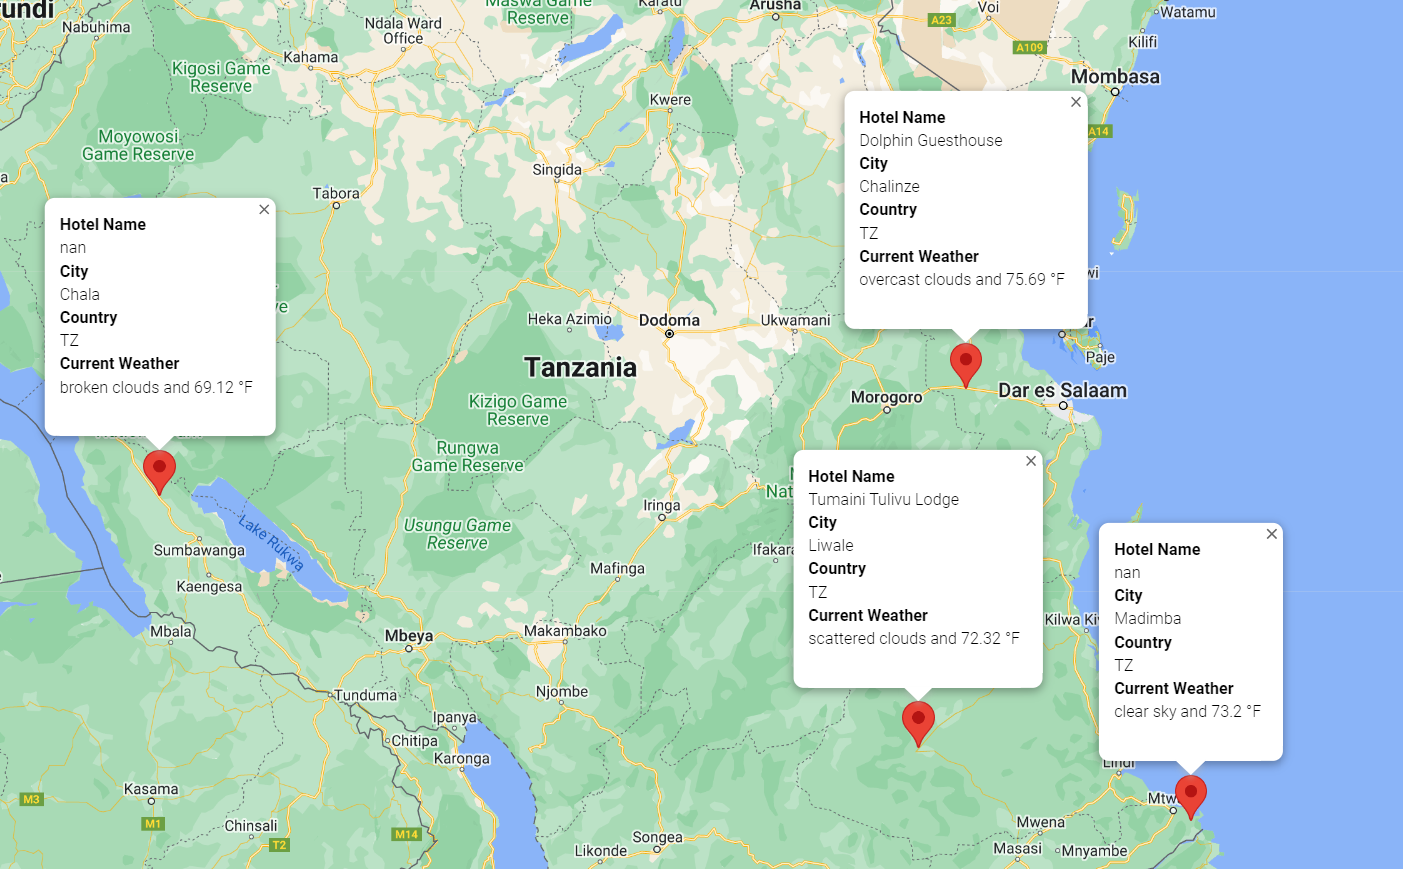 undi
Nabuhima
Ndala Ward
Office
Maswa Game
Reserve
Karatu
Arusha
A23
Voi
Watamu
Kilifi
A109
Mombasa
Kahama
Kigosi Game
Reserve
Kwere
A14
Moyowosi
Game Reserve
Singida
Tabora
Hotel Name
Dolphin Guesthouse
City
Chalinze
Country
TZ
Current Weather
overcast clouds and 75.69 °F
Hotel Name
nan
City
Chala
Country
TZ
Current Weather
broken clouds and 69.12 °F
Heka Azimio
Dodoma
Ukwamani
Tanzania
Paje
Morogoro
Dar es Salaam
Kizigo Game
Reserve
Rungwa
Game Reserve
Usungu Game
Reserve
Iringa
Nat
Lake Rukwa
Sumbawanga
Kaengesa
Mafinga
Ifakara
Hotel Name
Tumaini Tulivu Lodge
City
Liwale
Country
TZ
Current Weather
scattered clouds and 72.32 °F
Hotel Name
nan
City
Madimba
Country
TZ
Current Weather
clear sky and 73.2 °F
Kilwa Ki
Mbala
Mbeya
Makambako
Tunduma
Njombe
Ipanya
Chitipa
Karonga
Lindi
Mtw
Kasama
M3
M1
Chinsali
T2
M14
Songea
Likonde
Mwena
Masasi
Mnyambe